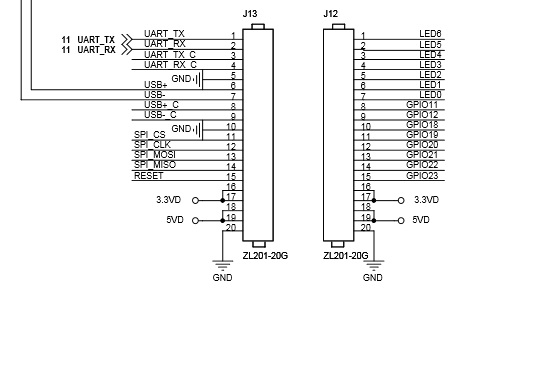 J13 J12
11 UART_TX
11 UART_RX
UART_TX 1
UART_RX 2
UART_TX_C 3
UART_RX_C 4
GND 5
USB+ 6
USB- 7
USB+_C 8
USB-_C 9
GND 10
SPI_CS 11
SPI_CLK 12
SPI_MOSI 13
SPI_MISO 14
RESET 15
16
3.3VD 17
18
5VD 19
20
ZL201-20G
GND
1 LED6
2 LED5
3 LED4
4 LED3
5 LED2
6 LED1
7 LED0
8 GPIO11
9 GPIO12
10 GPIO18
11 GPIO19
12 GPIO20
13 GPIO21
14 GPIO22
15 GPIO23
16
17 3.3VD
18
19 5VD
20
ZL201-20G
GND